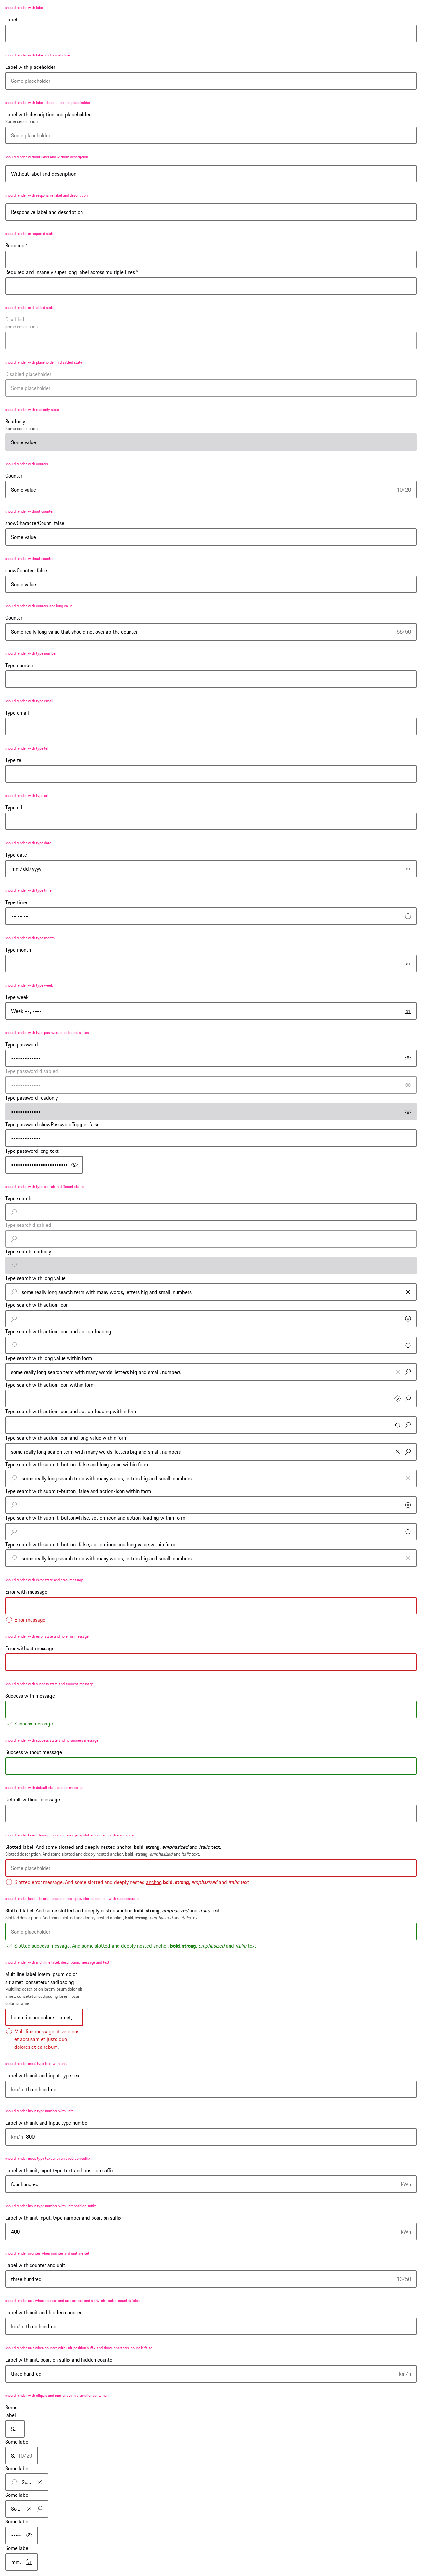 should render with label
Label
should render with label and placeholder
Label with placeholder
Some placeholder
should render with label, description and placeholder
Label with description and placeholder
Some description
Some placeholder
should render without label and without description
Without label and description
should render with responsive label and description
Responsive label and description
should render in required state
Required *
Required and insanely super long label across multiple lines *
should render in disabled state
Disabled
Some description
should render with placeholder in disabled state
Disabled placeholder
Some placeholder
should render with readonly state
Readonly
Some description
Some value
should render with counter
Counter
Some value 10/20
should render without counter
showCharacterCount=false
Some value
should render without counter
showCounter=false
Some value
should render with counter and long value
Counter
Some really long value that should not overlap the counter 58/50
should render with type number
Type number
should render with type email
Type email
should render with type tel
Type tel
should render with type url
Type url
should render with type date
Type date
mm/dd/yyyy
should render with type time
Type time
--:-- --
should render with type month
Type month
--------- ----
should render with type week
Type week
Week --, ----
should render with type password in different states
Type password
•••••••••••••
Type password disabled
•••••••••••••
Type password readonly
•••••••••••••
Type password showPasswordToggle=false
•••••••••••••
Type password long text
should render with type search in different states
Type search
Type search disabled
Type search readonly
Type search with long value
some really long search term with many words, letters big and small, numbers
Type search with action-icon
Type search with action-icon and action-loading
Type search with long value within form
some really long search term with many words, letters big and small, numbers
Type search with action-icon within form
Type search with action-icon and action-loading within form
Type search with action-icon and long value within form
some really long search term with many words, letters big and small, numbers
Type search with submit-button=false and long value within form
some really long search term with many words, letters big and small, numbers
Type search with submit-button=false and action-icon within form
Type search with submit-button=false, action-icon and action-loading within form
Type search with submit-button=false, action-icon and long value within form
some really long search term with many words, letters big and small, numbers
should render with error state and error message
Error with message
Error message
should render with error state and no error message
Error without message
should render with success state and success message
Success with message
Success message
should render with success state and no success message
Success without message
should render with default state and no message
Default without message
should render label, description and message by slotted content with error state
Slotted label. And some slotted and deeply nested anchor, bold, strong, emphasized and italic text.
Slotted description. And some slotted and deeply nested anchor, bold, strong, emphasized and italic text.
Some placeholder
Slotted error message. And some slotted and deeply nested anchor, bold, strong, emphasized and italic text.
should render label, description and message by slotted content with success state
Slotted label. And some slotted and deeply nested anchor, bold, strong, emphasized and italic text.
Slotted description. And some slotted and deeply nested anchor, bold, strong, emphasized and italic text.
Some placeholder
Slotted success message. And some slotted and deeply nested anchor, bold, strong, emphasized and italic text.
should render with multiline label, description, message and text
Multiline label lorem ipsum dolor
sit amet, consetetur sadipscing
Multiline description lorem ipsum dolor sit
amet, consetetur sadipscing lorem ipsum
dolor sit amet
Lorem ipsum dolor sit amet, ...
Multiline message at vero eos
et accusam et justo duo
dolores et ea rebum.
should render input type text with unit
Label with unit and input type text
km/h three hundred
should render input type number with unit
Label with unit and input type number
km/h 300
should render input type text with unit position suffix
Label with unit, input type text and position suffix
four hundred kWh
should render input type number with unit position suffix
Label with unit input, type number and position suffix
400 kWh
should render counter when counter and unit are set
Label with counter and unit
three hundred 13/50
should render unit when counter and unit are set and show-character-count is false
Label with unit and hidden counter
km/h three hundred
should render unit when counter with unit position suffix and show-character-count is false
Label with unit, position suffix and hidden counter
three hundred km/h
should render with ellipsis and min-width in a smaller container
Some
label
S...
Some label
S. 10/20
Some label
So...
Some label
So...
Some label
Some label
mm/